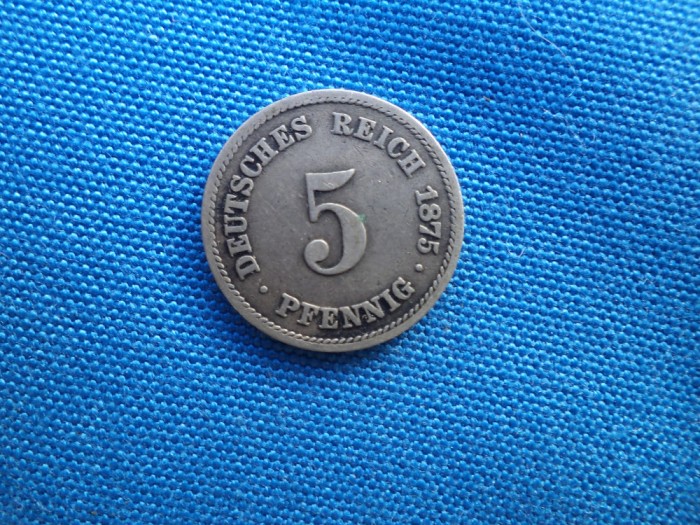 DEUTSCHES REICH 1875
5
· PFENNIG ·